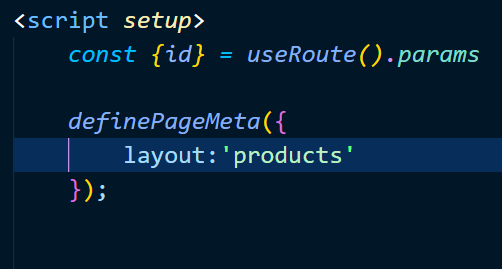 <script setup>
const {id} = useRoute().params
definePageMeta({
layout:'products'
});